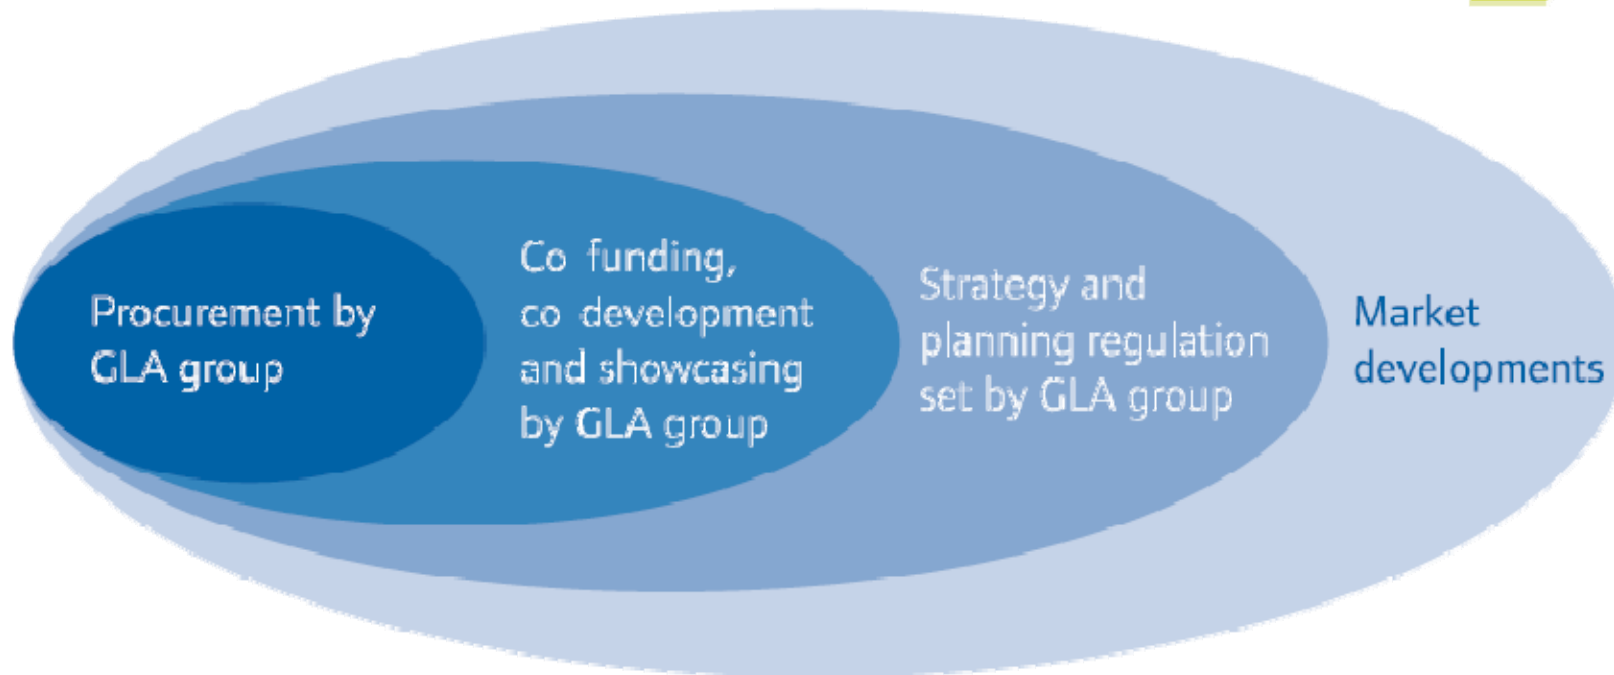 Procurement by
GLA group
Co funding,
co development
and showcasing
by GLA group
Strategy and
planning regulation
set by GLA group
Market
developments